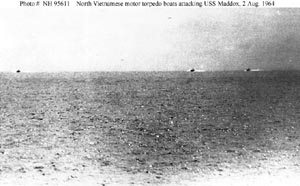 Photo # NH 95611 North Vietnamese motor torpedo boats attacking USS Maddox, 2 Aug. 1964